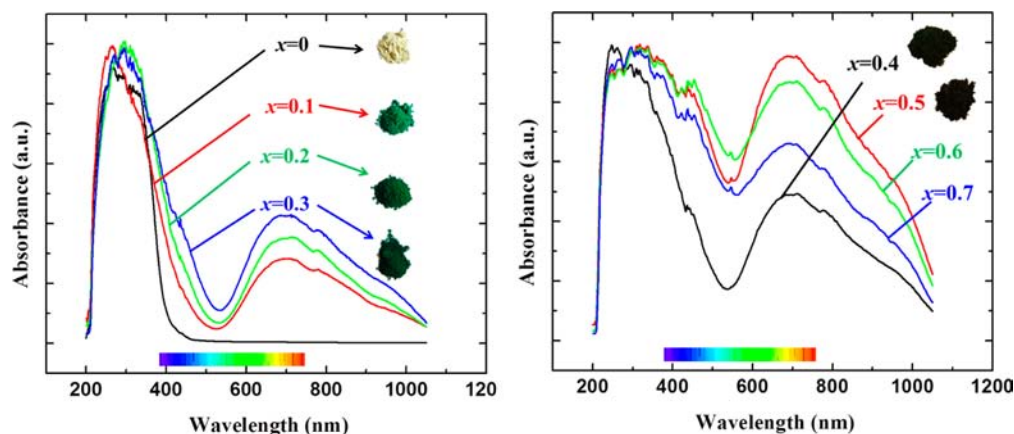 x=0
x=0.1
x=0.2
x=0.3
Absorbance (a.u.)
200 400 600 800 1000 120
Wavelength (nm)
x=0.4
x=0.5
x=0.6
x=0.7
Absorbance (a.u.)
200 400 600 800 1000 1200
Wavelength (nm)